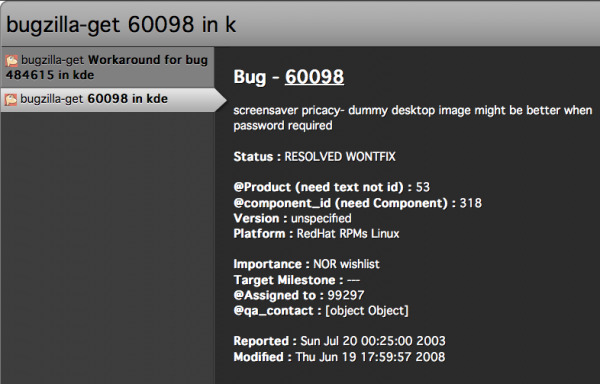 bugzilla-get 60098 in k
bugzilla-get Workaround for bug
484615 in kde
bugzilla-get 60098 in kde
Bug - 60098
screensaver pricacy- dummy desktop image might be better when
password required
Status : RESOLVED WONTFIX
@Product (need text not id) : 53
@component_id (need Component) : 318
Version : unspecified
Platform : RedHat RPMs Linux
Importance : NOR wishlist
Target Milestone : ---
@Assigned to : 99297
@qa_contact : [object Object]
Reported : Sun Jul 20 00:25:00 2003
Modified : Thu Jun 19 17:59:57 2008